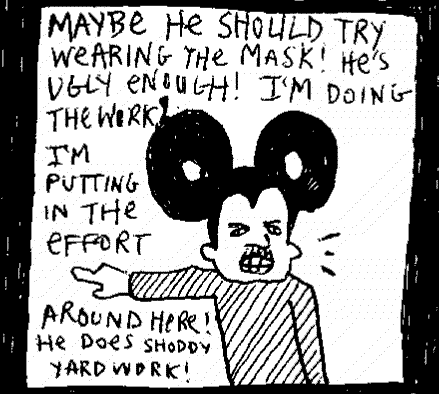 MAYBE HE SHOULD TRY
WEARING THE MASK! HE'S
UGLY ENOUGH! I'M DOING
THE WORK!
I'M
PUTTING
IN THE
EFFORT
AROUND HERE!
HE DOES SHODDY
YARD WORK!